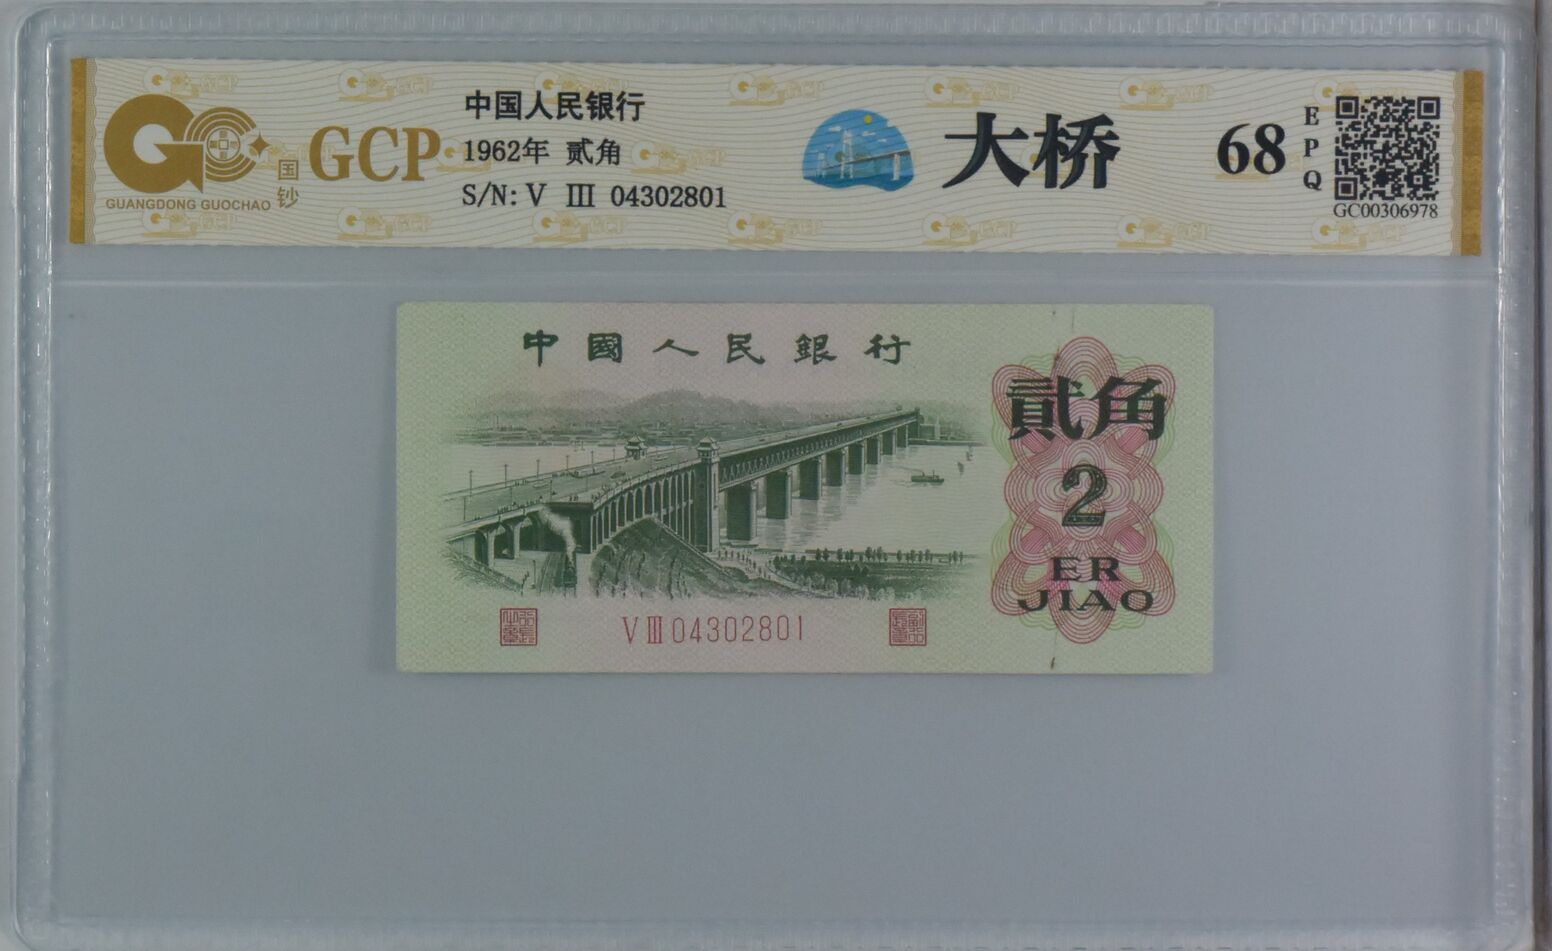 GUANGDONG GUOCHAO
国钞
GCP
中国人民银行
1962年 贰角
S/N: V Ⅲ 04302801
大桥
68
EPQ
GC00306978
中國人民銀行
貳角
2
ER
JIAO
V Ⅲ 04302801